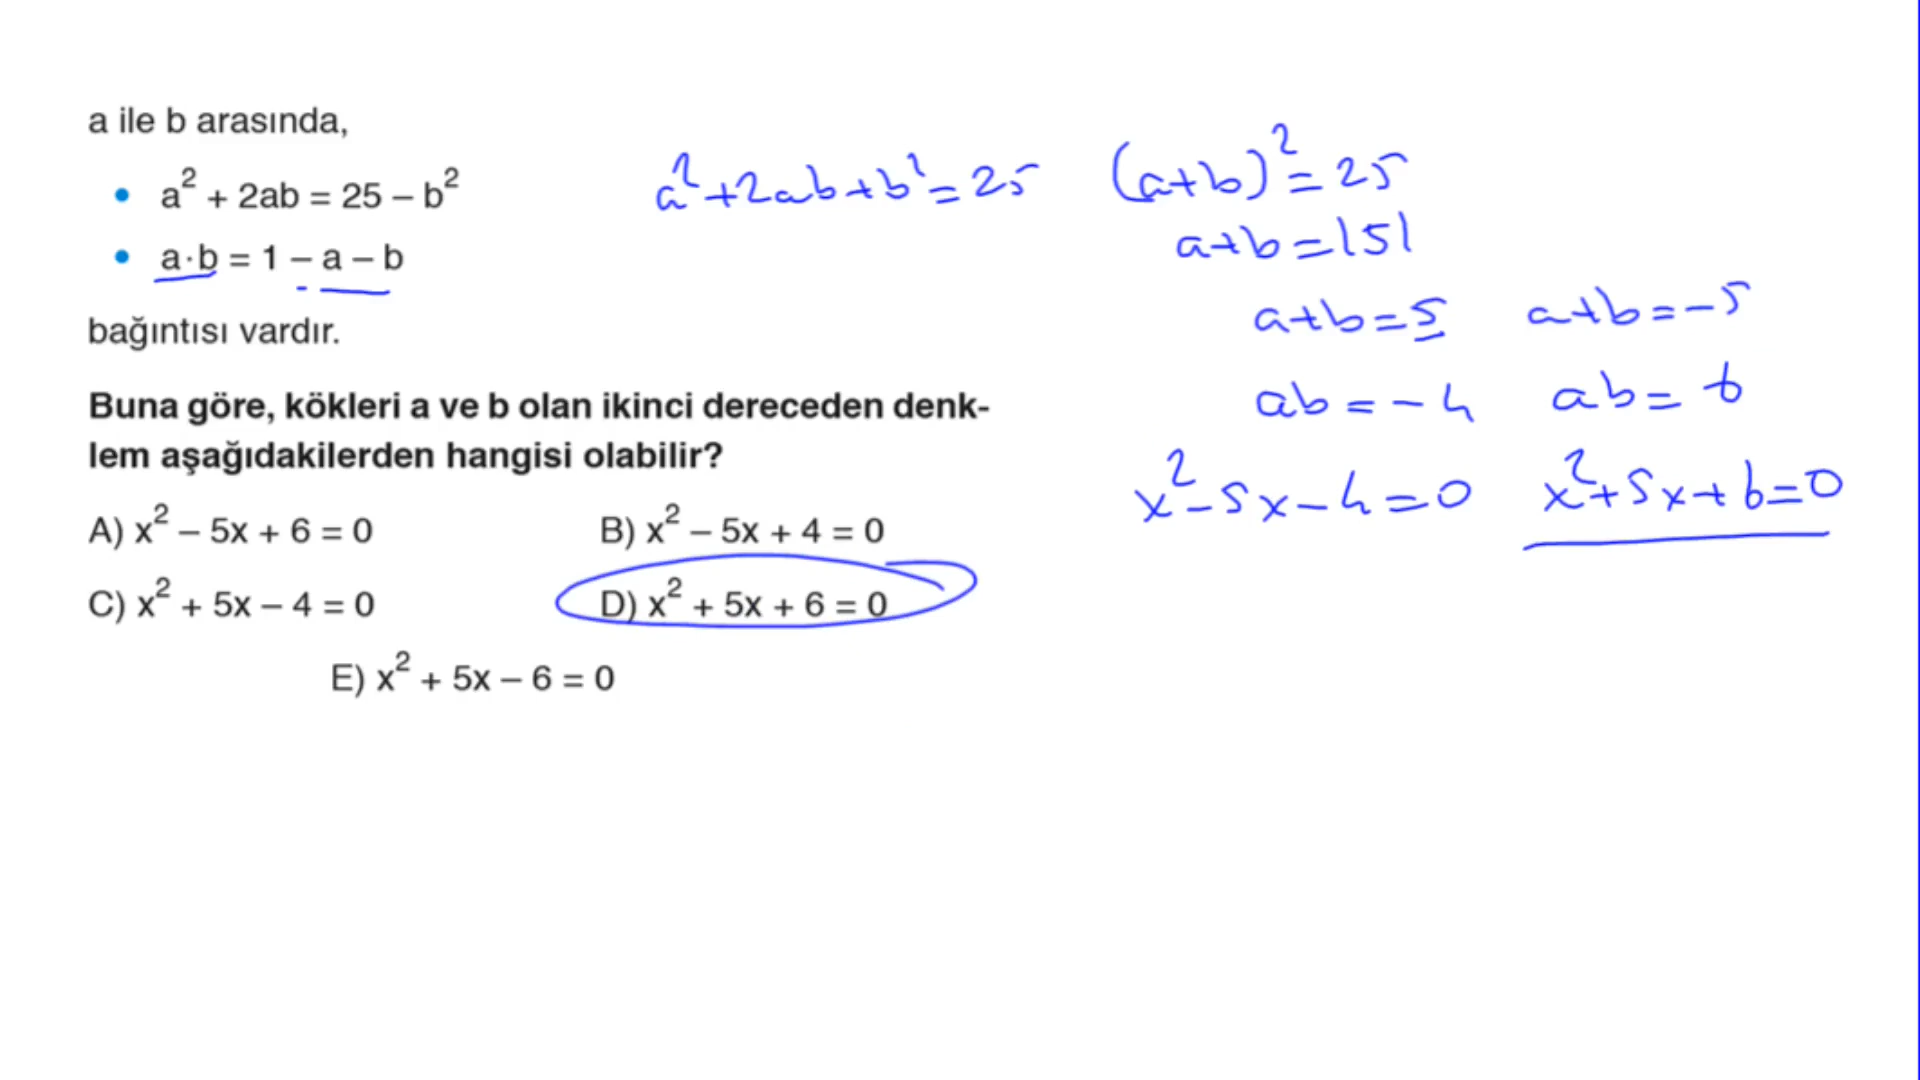 a ile b arasında,
• a² + 2ab = 25 – b²
• a·b = 1 – a – b
bağıntısı vardır.
Buna göre, kökleri a ve b olan ikinci dereceden denk-
lem aşağıdakilerden hangisi olabilir?
A) x² – 5x + 6 = 0
B) x² – 5x + 4 = 0
C) x² + 5x – 4 = 0
D) x² + 5x + 6 = 0
E) x² + 5x – 6 = 0
a²+2ab+b²=25
(a+b)²=25
a+b=|5|
a+b=5
a+b=-5
ab=-4
ab=6
x²-5x-4=0
x²+5x+6=0